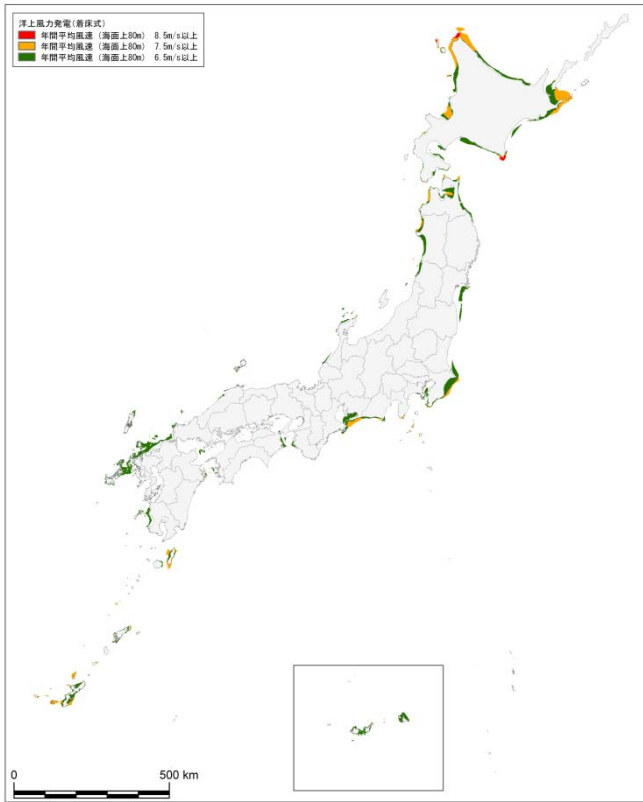 洋上風力発電(着床式)
年間平均風速 (海面上80m) 8.5m/s以上
年間平均風速 (海面上80m) 7.5m/s以上
年間平均風速 (海面上80m) 6.5m/s以上
0 500 km